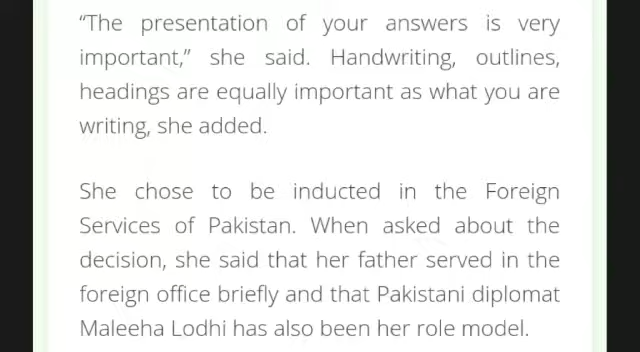 “The presentation of your answers is very
important,” she said. Handwriting, outlines,
headings are equally important as what you are
writing, she added.
She chose to be inducted in the Foreign
Services of Pakistan. When asked about the
decision, she said that her father served in the
foreign office briefly and that Pakistani diplomat
Maleeha Lodhi has also been her role model.